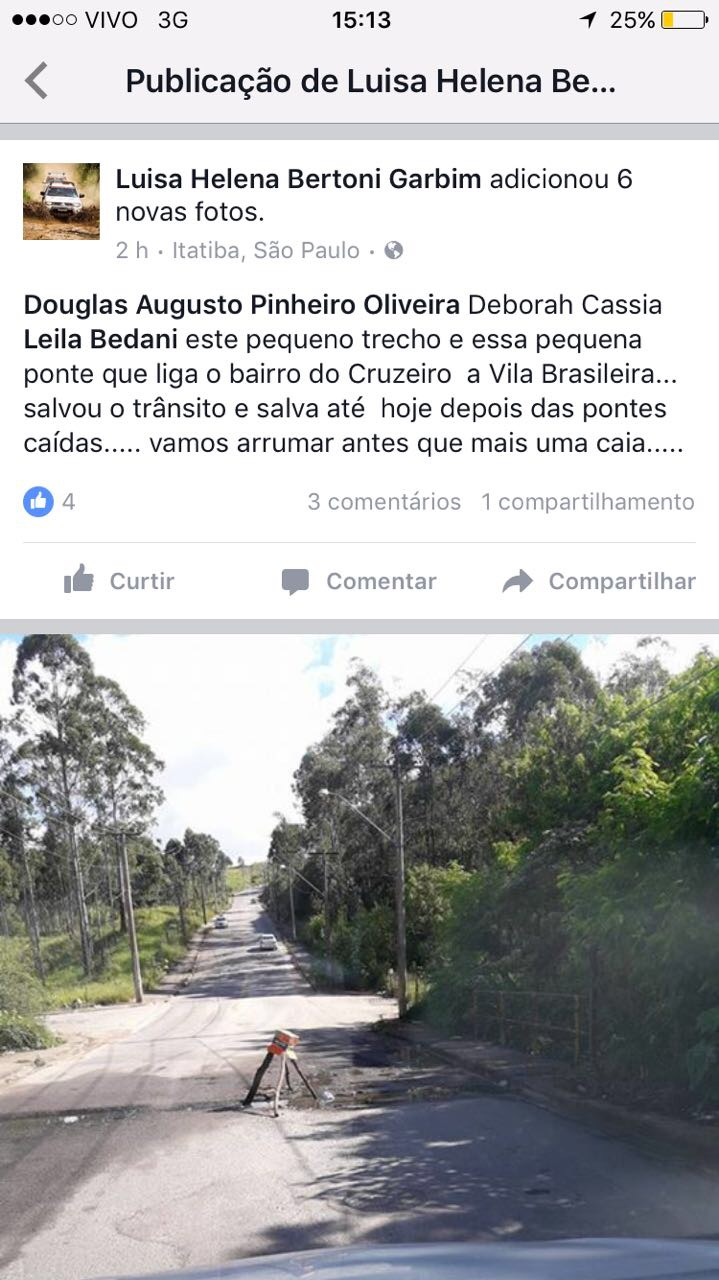 VIVO 3G 15:13 25%
Publicação de Luisa Helena Be...
Luisa Helena Bertoni Garbim adicionou 6
novas fotos.
2 h · Itatiba, São Paulo ·
Douglas Augusto Pinheiro Oliveira Deborah Cassia
Leila Bedani este pequeno trecho e essa pequena
ponte que liga o bairro do Cruzeiro  a Vila Brasileira...
salvou o trânsito e salva até  hoje depois das pontes
caídas..... vamos arrumar antes que mais uma caia.....
4 3 comentários 1 compartilhamento
Curtir Comentar Compartilhar